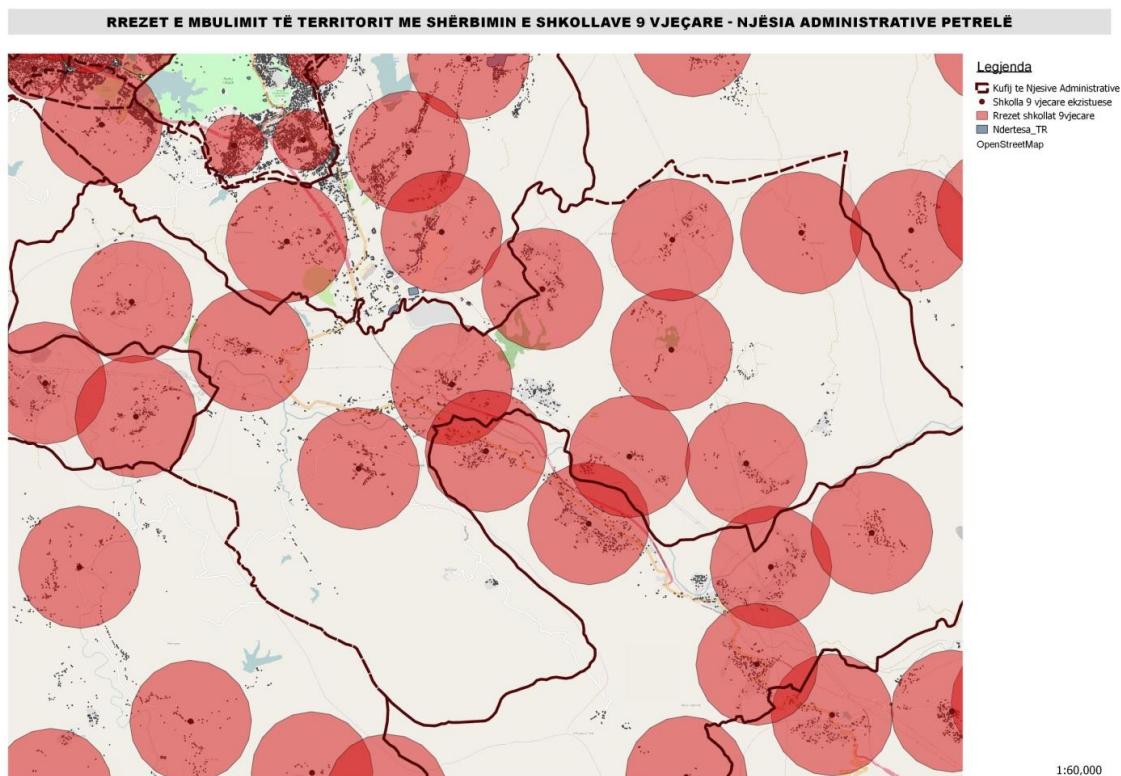 RREZET E MBULIMIT TË TERRITORIT ME SHËRBIMIN E SHKOLLAVE 9 VJEÇARE - NJËSIA ADMINISTRATIVE PETRELË
Legjenda
Kufij te Njesive Administrative
Shkolla 9 vjecare ekzistuese
Rrezet shkollat 9vjecare
Ndertesa_TR
OpenStreetMap
1:60,000